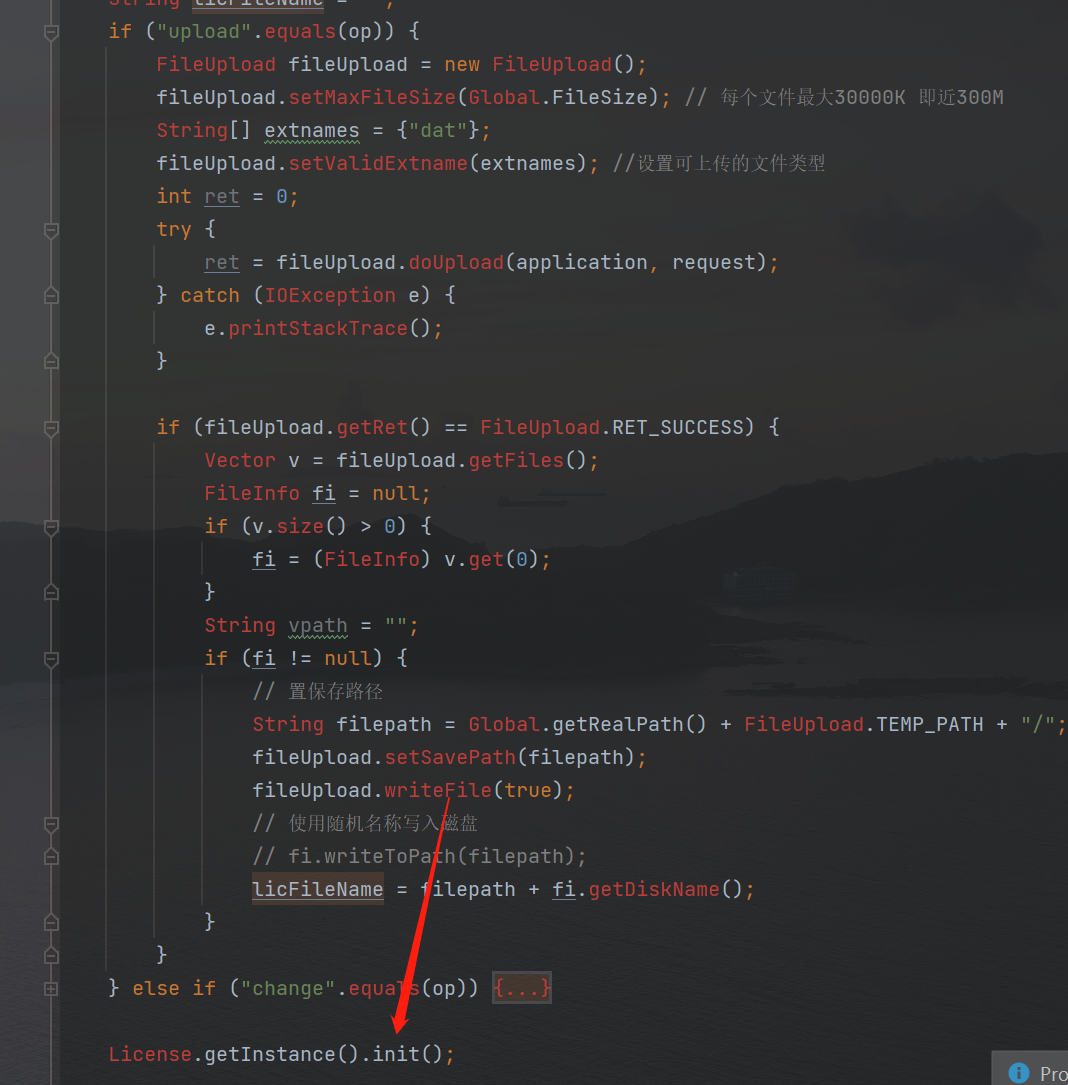 String licFileName = "";
if ("upload".equals(op)) {
FileUpload fileUpload = new FileUpload();
fileUpload.setMaxFileSize(Global.FileSize); // 每个文件最大30000K 即近300M
String[] extnames = {"dat"};
fileUpload.setValidExtname(extnames); //设置可上传的文件类型
int ret = 0;
try {
ret = fileUpload.doUpload(application, request);
} catch (IOException e) {
e.printStackTrace();
}
if (fileUpload.getRet() == FileUpload.RET_SUCCESS) {
Vector v = fileUpload.getFiles();
FileInfo fi = null;
if (v.size() > 0) {
fi = (FileInfo) v.get(0);
}
String vpath = "";
if (fi != null) {
// 置保存路径
String filepath = Global.getRealPath() + FileUpload.TEMP_PATH + "/";
fileUpload.setSavePath(filepath);
fileUpload.writeFile(true);
// 使用随机名称写入磁盘
// fi.writeToPath(filepath);
licFileName = filepath + fi.getDiskName();
}
}
} else if ("change".equals(op)) {...}
License.getInstance().init();
Pro